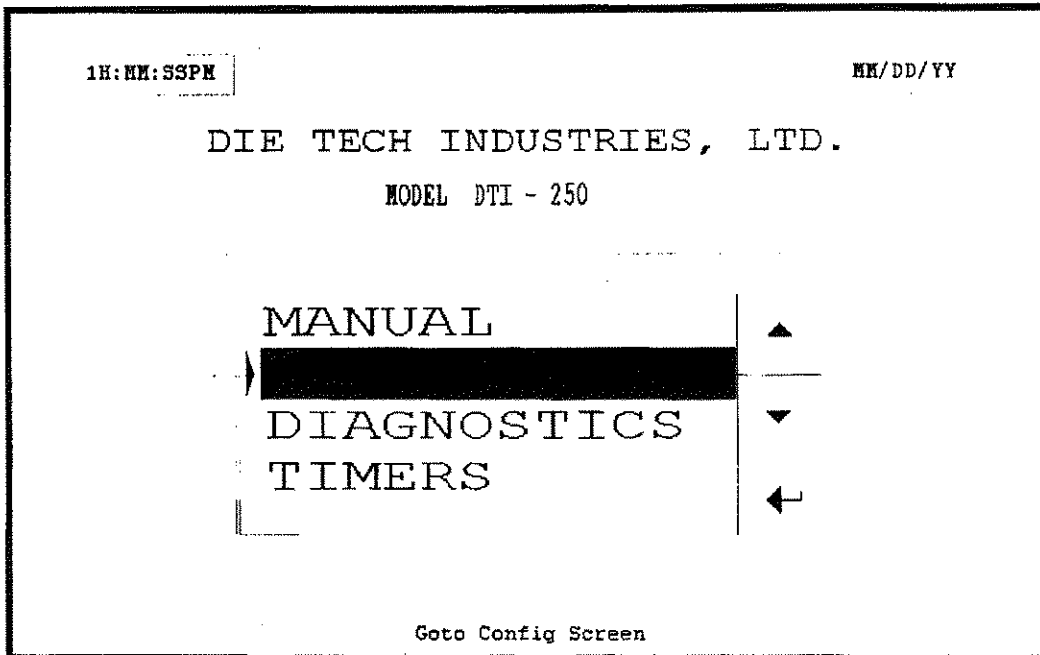 1H:MM:SSPM
MM/DD/YY
DIE TECH INDUSTRIES, LTD.
MODEL DTI - 250
MANUAL
DIAGNOSTICS
TIMERS
Goto Config Screen